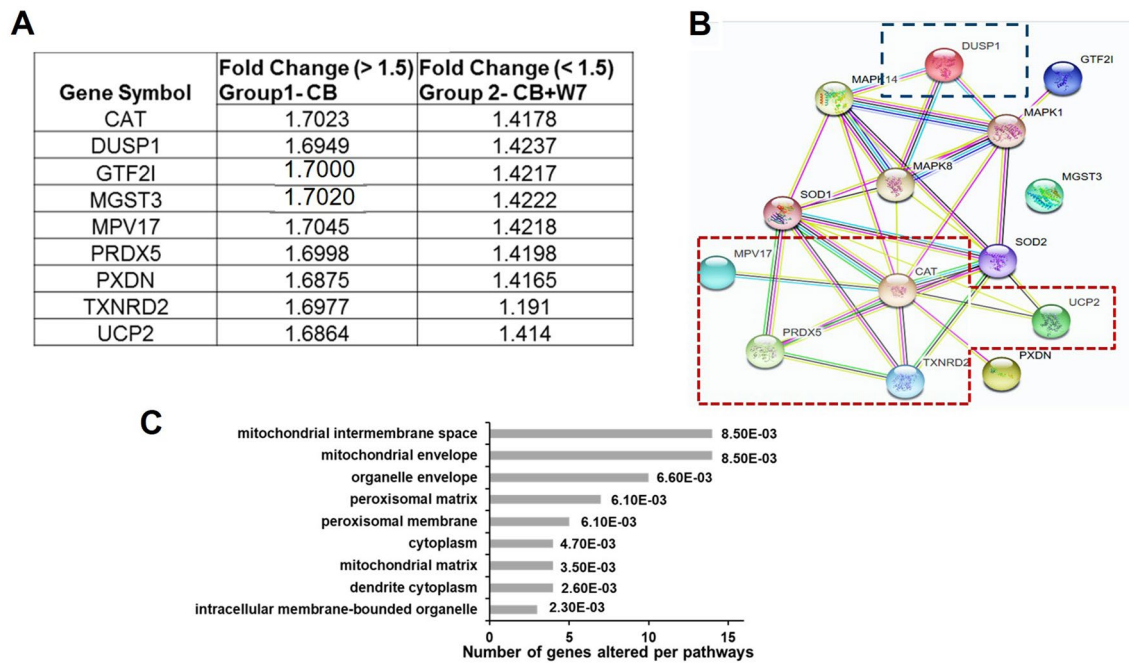 A
Gene Symbol
Fold Change (> 1.5)
Group1- CB
Fold Change (< 1.5)
Group 2- CB+W7
CAT 1.7023 1.4178
DUSP1 1.6949 1.4237
GTF2I 1.7000 1.4217
MGST3 1.7020 1.4222
MPV17 1.7045 1.4218
PRDX5 1.6998 1.4198
PXDN 1.6875 1.4165
TXNRD2 1.6977 1.191
UCP2 1.6864 1.414
B
DUSP1
GTF2I
MAPK14
MAPK1
MAPK8
MGST3
SOD1
SOD2
MPV17
CAT
UCP2
PRDX5
TXNRD2
PXDN
C
mitochondrial intermembrane space 8.50E-03
mitochondrial envelope 8.50E-03
organelle envelope 6.60E-03
peroxisomal matrix 6.10E-03
peroxisomal membrane 6.10E-03
cytoplasm 4.70E-03
mitochondrial matrix 3.50E-03
dendrite cytoplasm 2.60E-03
intracellular membrane-bounded organelle 2.30E-03
0 5 10 15
Number of genes altered per pathways